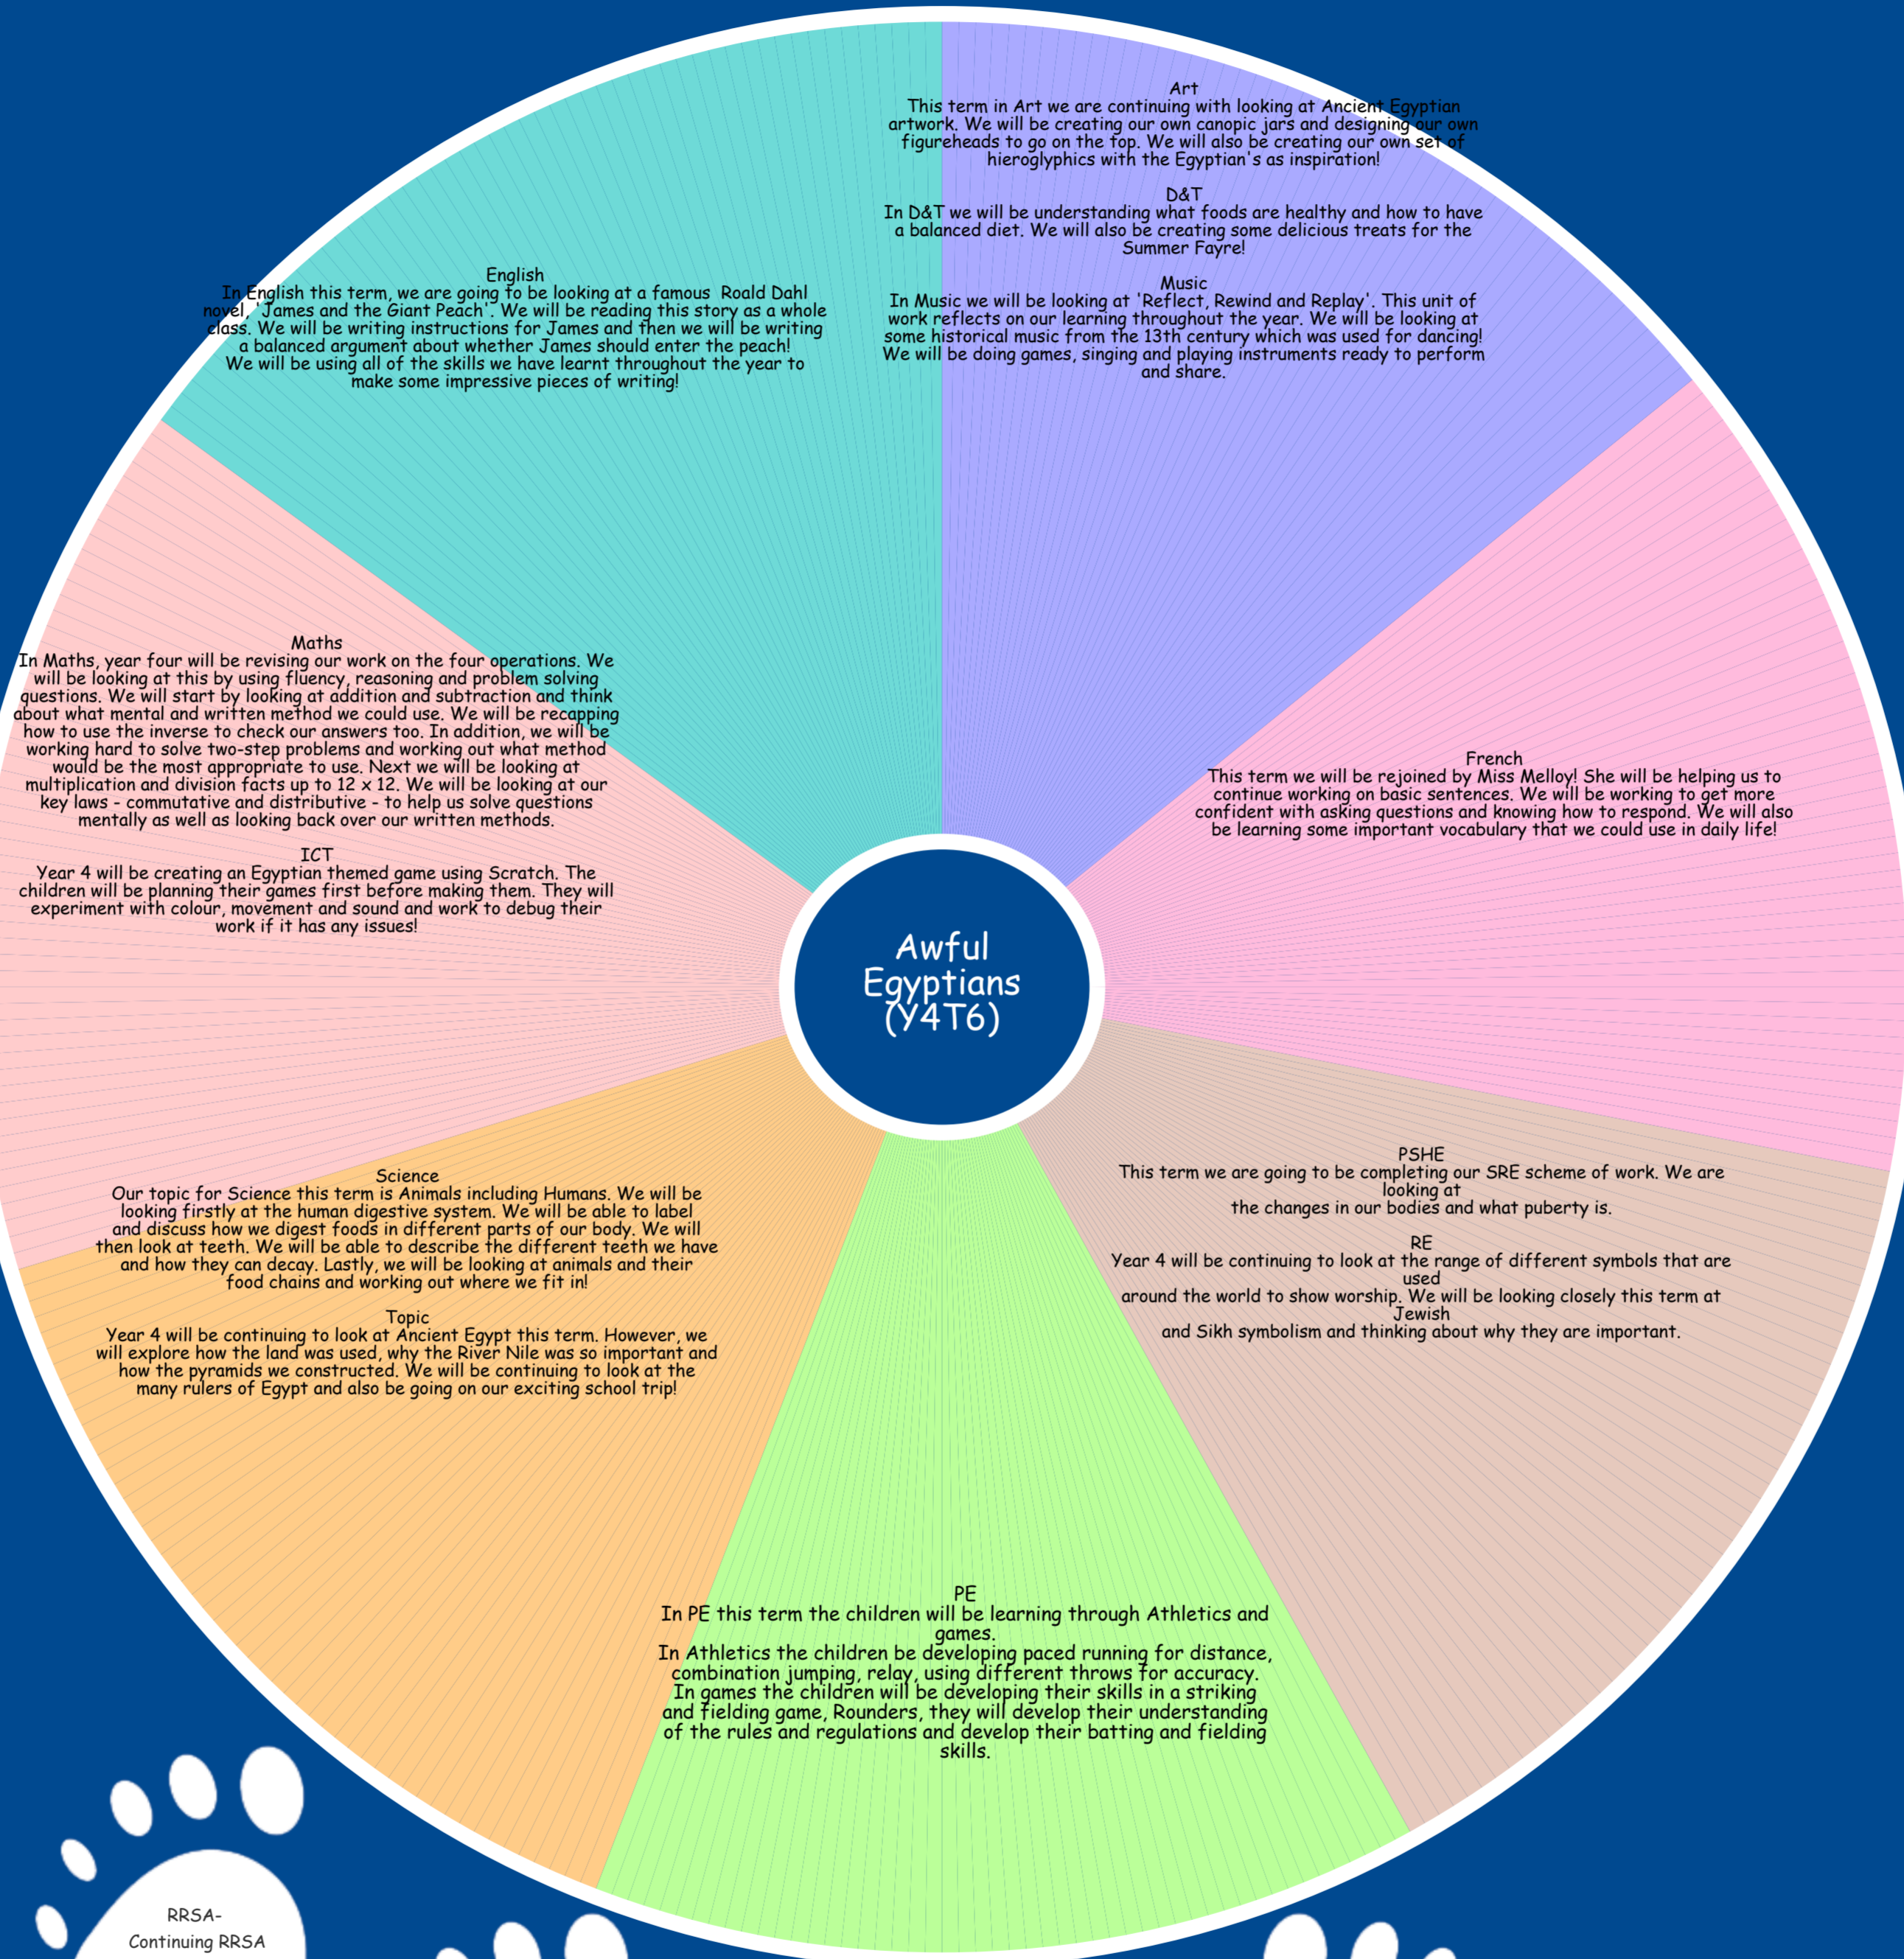 Art
This term in Art we are continuing with looking at Ancient Egyptian
artwork. We will be creating our own canopic jars and designing our own
figureheads to go on the top. We will also be creating our own set of
hieroglyphics with the Egyptian's as inspiration!
D&T
In D&T we will be understanding what foods are healthy and how to have
a balanced diet. We will also be creating some delicious treats for the
Summer Fayre!
Music
In Music we will be looking at 'Reflect, Rewind and Replay'. This unit of
work reflects on our learning throughout the year. We will be looking at
some historical music from the 13th century which was used for dancing!
We will be doing games, singing and playing instruments ready to perform
and share.
English
In English this term, we are going to be looking at a famous  Roald Dahl
novel, 'James and the Giant Peach'. We will be reading this story as a whole
class. We will be writing instructions for James and then we will be writing
a balanced argument about whether James should enter the peach!
We will be using all of the skills we have learnt throughout the year to
make some impressive pieces of writing!
Maths
In Maths, year four will be revising our work on the four operations. We
will be looking at this by using fluency, reasoning and problem solving
questions. We will start by looking at addition and subtraction and think
about what mental and written method we could use. We will be recapping
how to use the inverse to check our answers too. In addition, we will be
working hard to solve two-step problems and working out what method
would be the most appropriate to use. Next we will be looking at
multiplication and division facts up to 12 x 12. We will be looking at our
key laws - commutative and distributive - to help us solve questions
mentally as well as looking back over our written methods.
ICT
Year 4 will be creating an Egyptian themed game using Scratch. The
children will be planning their games first before making them. They will
experiment with colour, movement and sound and work to debug their
work if it has any issues!
French
This term we will be rejoined by Miss Melloy! She will be helping us to
continue working on basic sentences. We will be working to get more
confident with asking questions and knowing how to respond. We will also
be learning some important vocabulary that we could use in daily life!
Awful
Egyptians
(Y4T6)
PSHE
This term we are going to be completing our SRE scheme of work. We are
looking at
the changes in our bodies and what puberty is.
RE
Year 4 will be continuing to look at the range of different symbols that are
used
around the world to show worship. We will be looking closely this term at
Jewish
and Sikh symbolism and thinking about why they are important.
Science
Our topic for Science this term is Animals including Humans. We will be
looking firstly at the human digestive system. We will be able to label
and discuss how we digest foods in different parts of our body. We will
then look at teeth. We will be able to describe the different teeth we have
and how they can decay. Lastly, we will be looking at animals and their
food chains and working out where we fit in!
Topic
Year 4 will be continuing to look at Ancient Egypt this term. However, we
will explore how the land was used, why the River Nile was so important and
how the pyramids we constructed. We will be continuing to look at the
many rulers of Egypt and also be going on our exciting school trip!
PE
In PE this term the children will be learning through Athletics and
games.
In Athletics the children be developing paced running for distance,
combination jumping, relay, using different throws for accuracy.
In games the children will be developing their skills in a striking
and fielding game, Rounders, they will develop their understanding
of the rules and regulations and develop their batting and fielding
skills.
RRSA-
Continuing RRSA